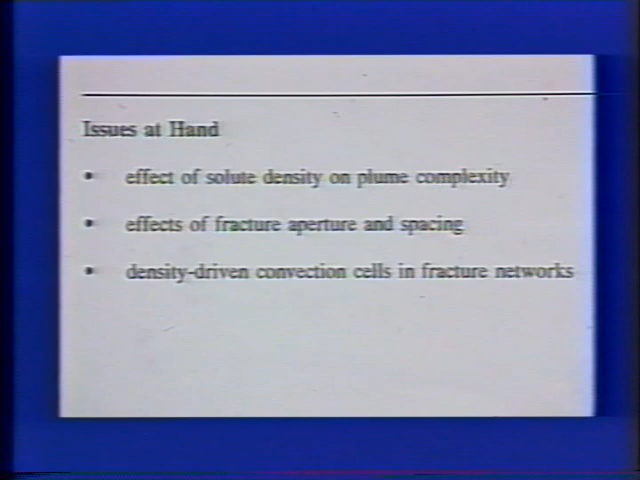 Issues at Hand
• effect of solute density on plume complexity
• effects of fracture aperture and spacing
• density-driven convection cells in fracture networks